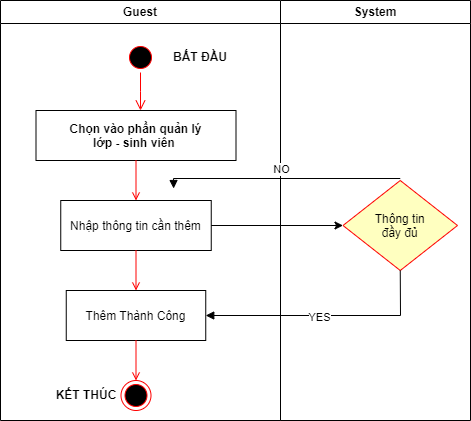 Guest
System
BẮT ĐẦU
Chọn vào phần quản lý
lớp - sinh viên
NO
Nhập thông tin cần thêm
Thông tin
đầy đủ
Thêm Thành Công
YES
KẾT THÚC